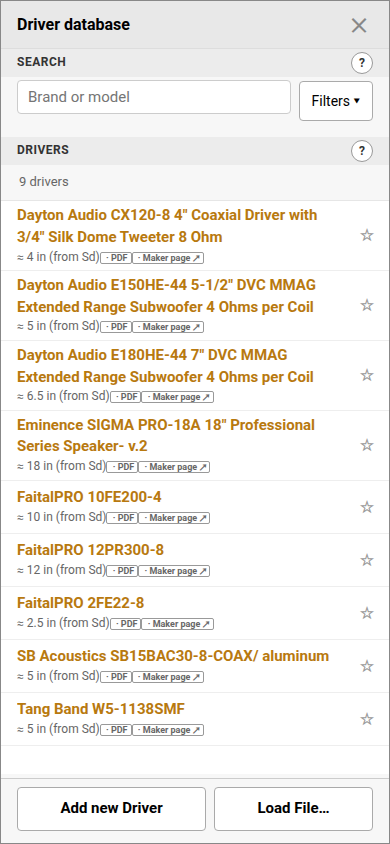 Driver database
SEARCH ?
Brand or model Filters ▾
DRIVERS ?
9 drivers
Dayton Audio CX120-8 4" Coaxial Driver with
3/4" Silk Dome Tweeter 8 Ohm
≈ 4 in (from Sd) · PDF · Maker page ↗
Dayton Audio E150HE-44 5-1/2" DVC MMAG
Extended Range Subwoofer 4 Ohms per Coil
≈ 5 in (from Sd) · PDF · Maker page ↗
Dayton Audio E180HE-44 7" DVC MMAG
Extended Range Subwoofer 4 Ohms per Coil
≈ 6.5 in (from Sd) · PDF · Maker page ↗
Eminence SIGMA PRO-18A 18" Professional
Series Speaker- v.2
≈ 18 in (from Sd) · PDF · Maker page ↗
FaitalPRO 10FE200-4
≈ 10 in (from Sd) · PDF · Maker page ↗
FaitalPRO 12PR300-8
≈ 12 in (from Sd) · PDF · Maker page ↗
FaitalPRO 2FE22-8
≈ 2.5 in (from Sd) · PDF · Maker page ↗
SB Acoustics SB15BAC30-8-COAX/ aluminum
≈ 5 in (from Sd) · PDF · Maker page ↗
Tang Band W5-1138SMF
≈ 5 in (from Sd) · PDF · Maker page ↗
Add new Driver Load File...